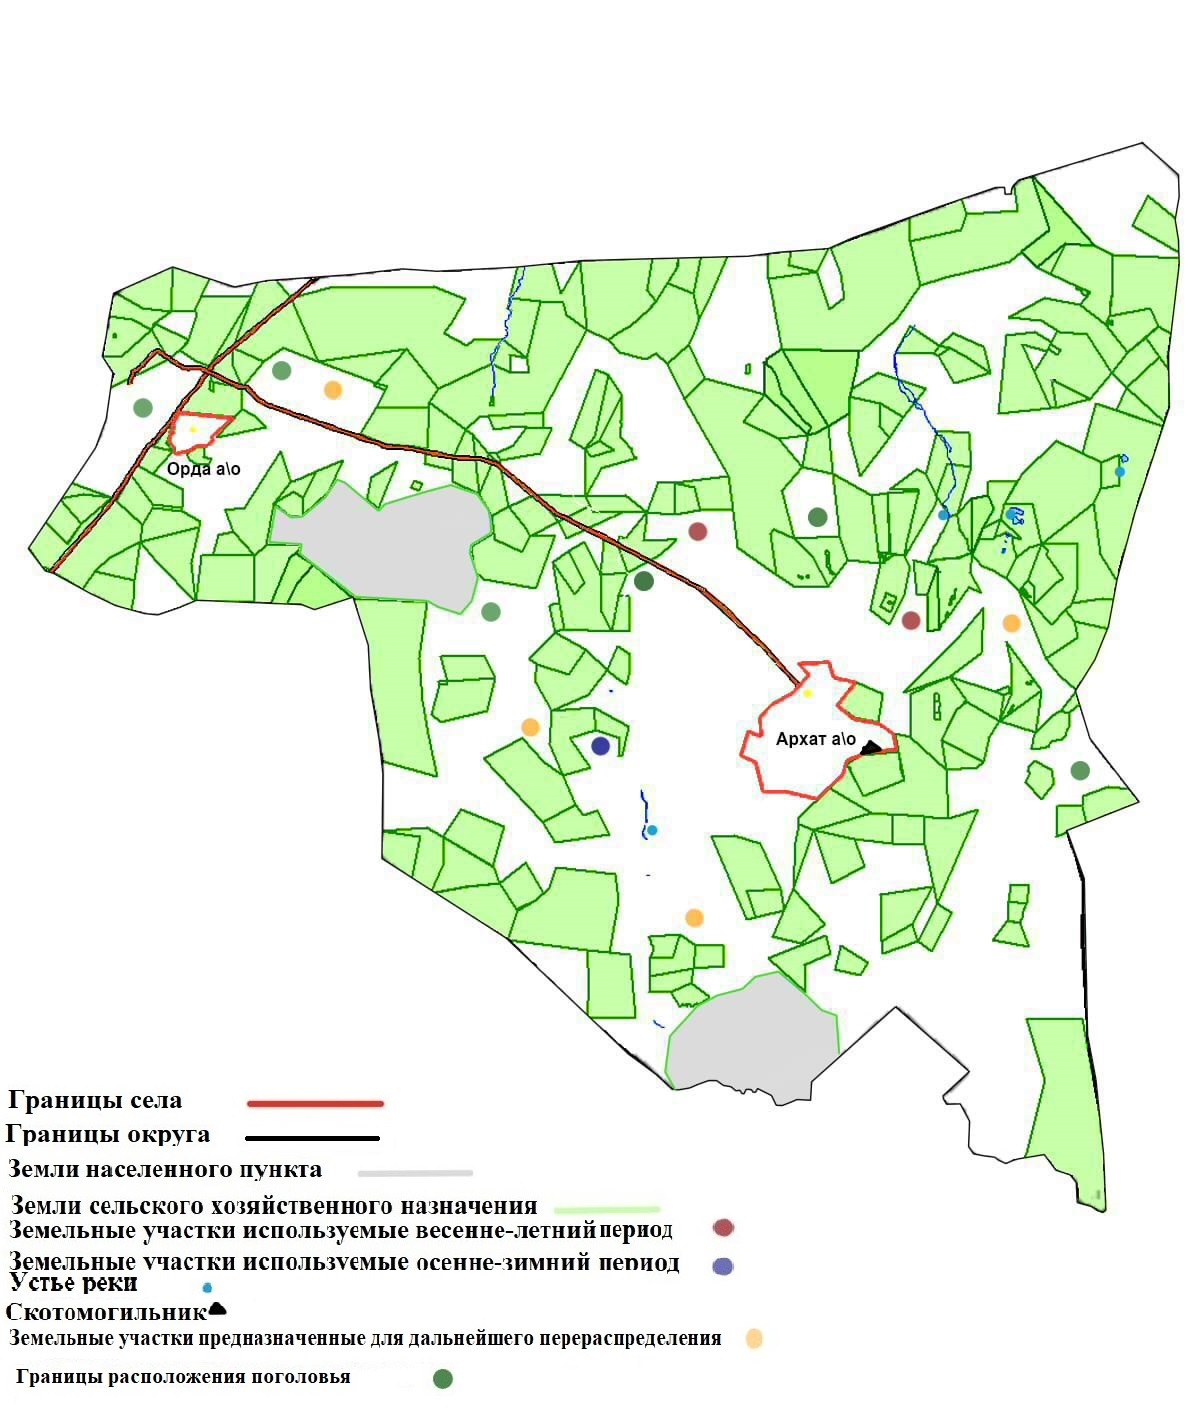 Орда а\о
Архат а\о
Границы села
Границы округа
Земли населенного пункта
Земли сельского хозяйственного назначения
Земельные участки используемые весенне-летний период
Земельные участки используемые осенне-зимний период
Устье реки
Скотомогильник
Земельные участки предназначенные для дальнейшего перераспределения
Границы расположения поголовья